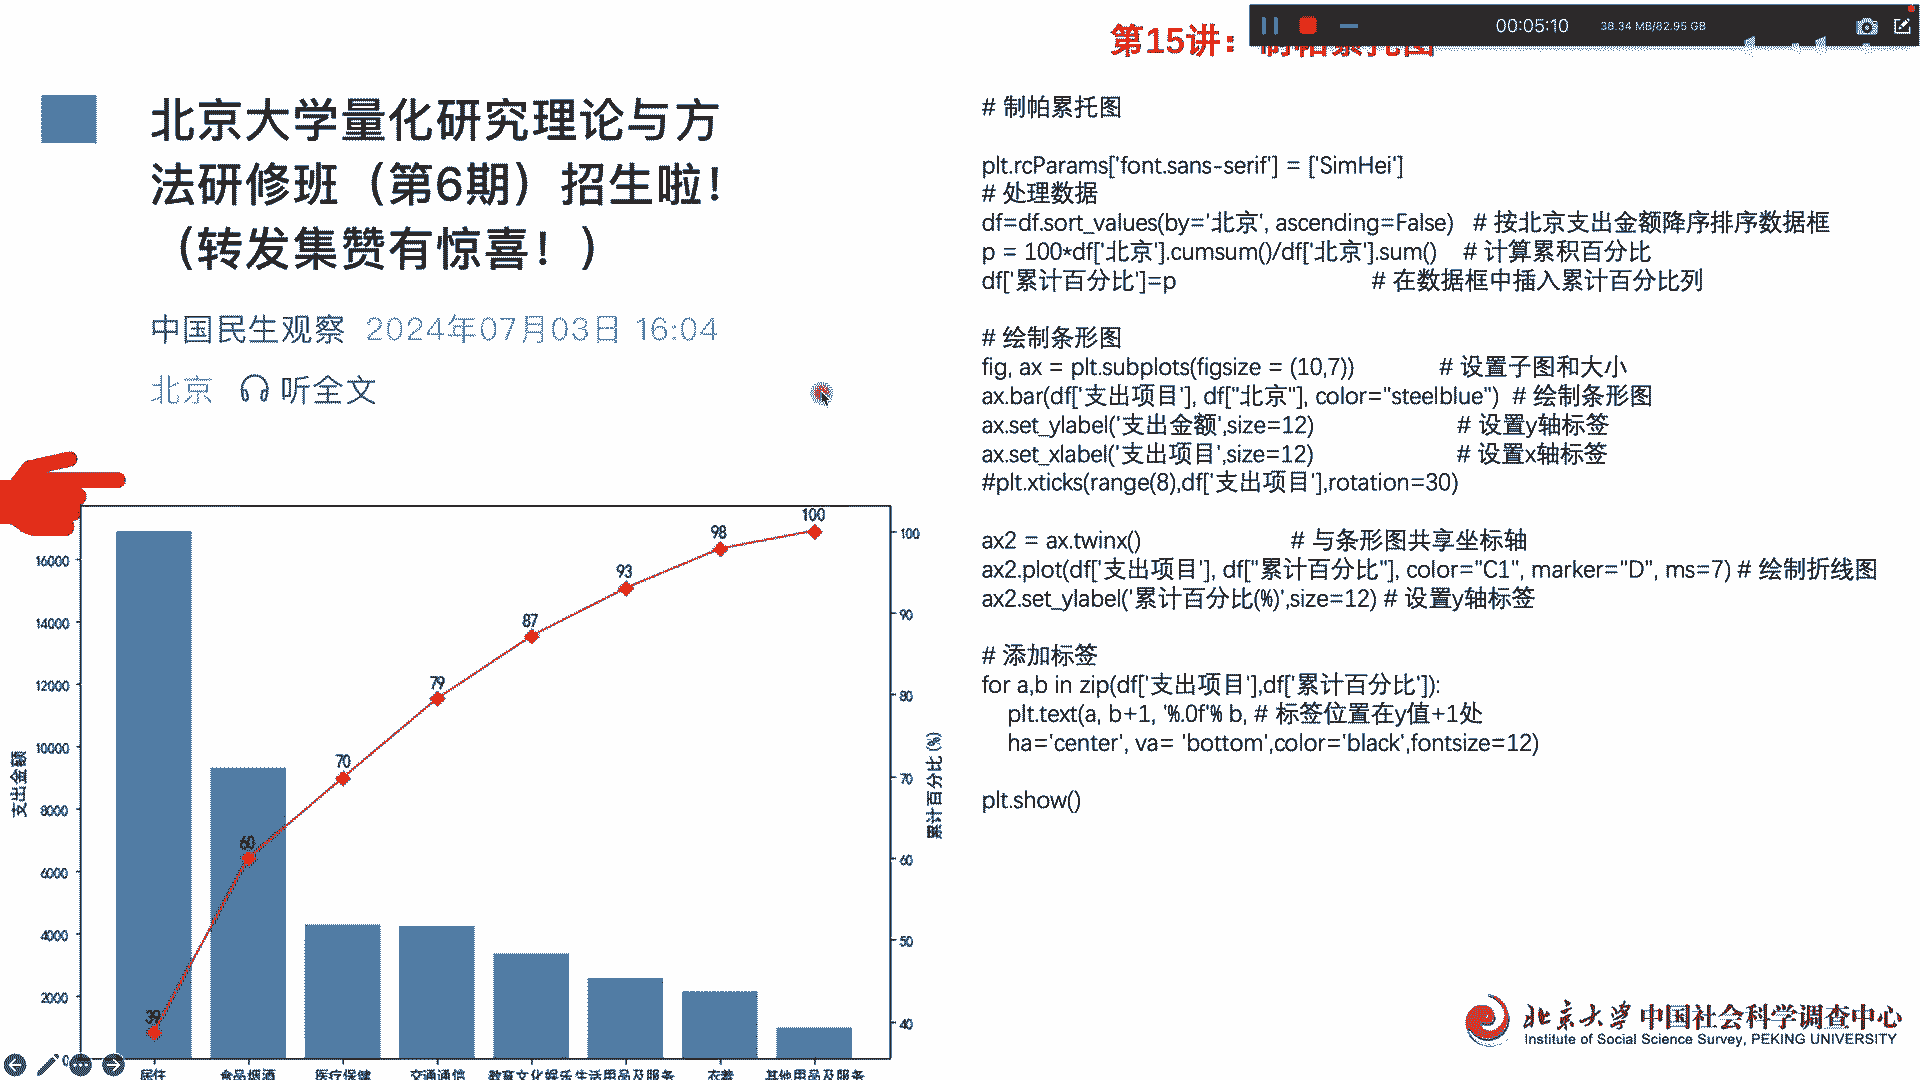 第15讲：制帕累托图
00:05:10
38.34 MB/82.95 GB
北京大学量化研究理论与方
法研修班（第6期）招生啦！
（转发集赞有惊喜！）
中国民生观察 2024年07月03日 16:04
北京 听全文
支出金额
16000
14000
12000
10000
8000
6000
4000
2000
0
39
60
70
79
87
93
98
100
100
90
80
70
60
50
40
累计百分比(%)
居住 食品烟酒 医疗保健 交通通信 教育文化娱乐 生活用品及服务 衣着 其他用品及服务
# 制帕累托图
plt.rcParams['font.sans-serif'] = ['SimHei']
# 处理数据
df=df.sort_values(by='北京', ascending=False) # 按北京支出金额降序排序数据框
p = 100*df['北京'].cumsum()/df['北京'].sum() # 计算累积百分比
df['累计百分比']=p # 在数据框中插入累计百分比列
# 绘制条形图
fig, ax = plt.subplots(figsize = (10,7)) # 设置子图和大小
ax.bar(df['支出项目'], df["北京"], color="steelblue") # 绘制条形图
ax.set_ylabel('支出金额',size=12) # 设置y轴标签
ax.set_xlabel('支出项目',size=12) # 设置x轴标签
#plt.xticks(range(8),df['支出项目'],rotation=30)
ax2 = ax.twinx() # 与条形图共享坐标轴
ax2.plot(df['支出项目'], df["累计百分比"], color="C1", marker="D", ms=7) # 绘制折线图
ax2.set_ylabel('累计百分比(%)',size=12) # 设置y轴标签
# 添加标签
for a,b in zip(df['支出项目'],df['累计百分比']):
plt.text(a, b+1, '%.0f'% b, # 标签位置在y值+1处
ha='center', va= 'bottom',color='black',fontsize=12)
plt.show()
北京大学 中国社会科学调查中心
Institute of Social Science Survey, PEKING UNIVERSITY